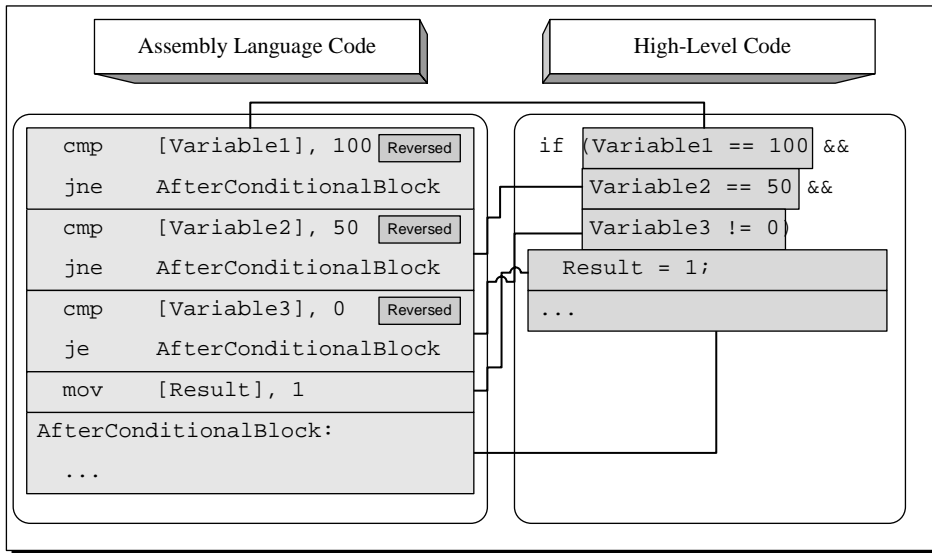 Assembly Language Code
cmp [Variable1], 100 Reversed
jne AfterConditionalBlock
cmp [Variable2], 50 Reversed
jne AfterConditionalBlock
cmp [Variable3], 0 Reversed
je AfterConditionalBlock
mov [Result], 1
AfterConditionalBlock:
...
High-Level Code
if (Variable1 == 100 &&
Variable2 == 50 &&
Variable3 != 0)
Result = 1;
...